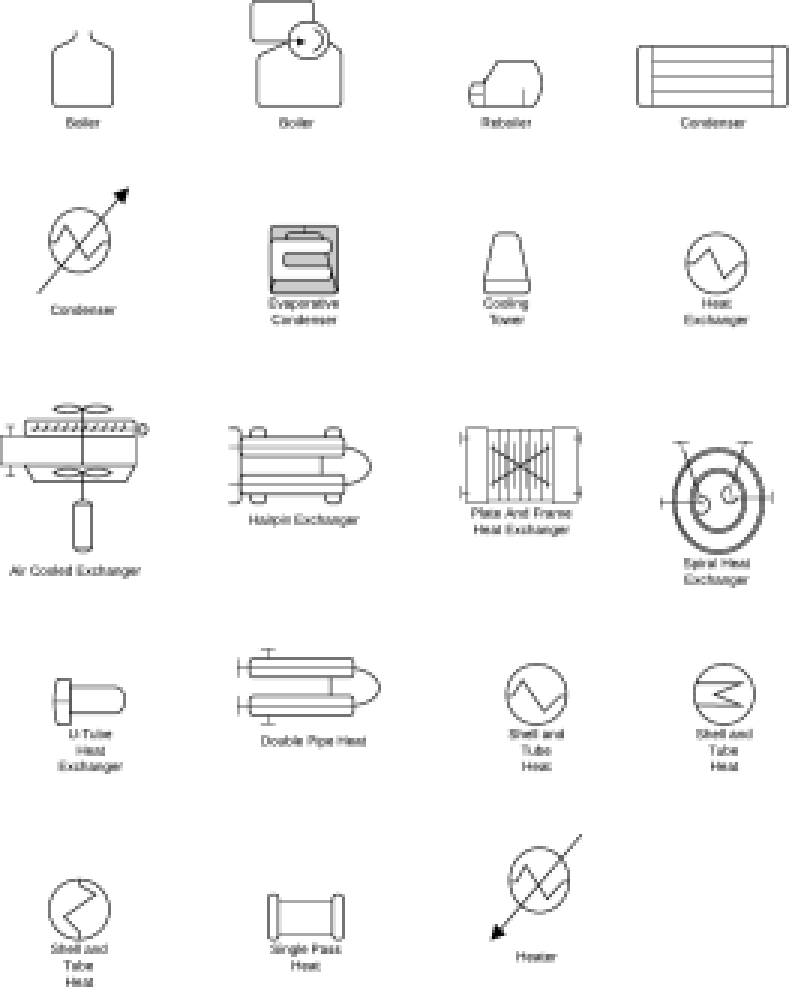 Boiler
Boiler
Reboiler
Condenser
Condenser
Evaporative
Condenser
Cooling
Tower
Heat
Exchanger
Air Cooled Exchanger
Hairpin Exchanger
Plate And Frame
Heat Exchanger
Spiral Heat
Exchanger
U-Tube
Heat
Exchanger
Double Pipe Heat
Shell and
Tube
Heat
Shell and
Tube
Heat
Shell and
Tube
Heat
Single Pass
Heat
Heater